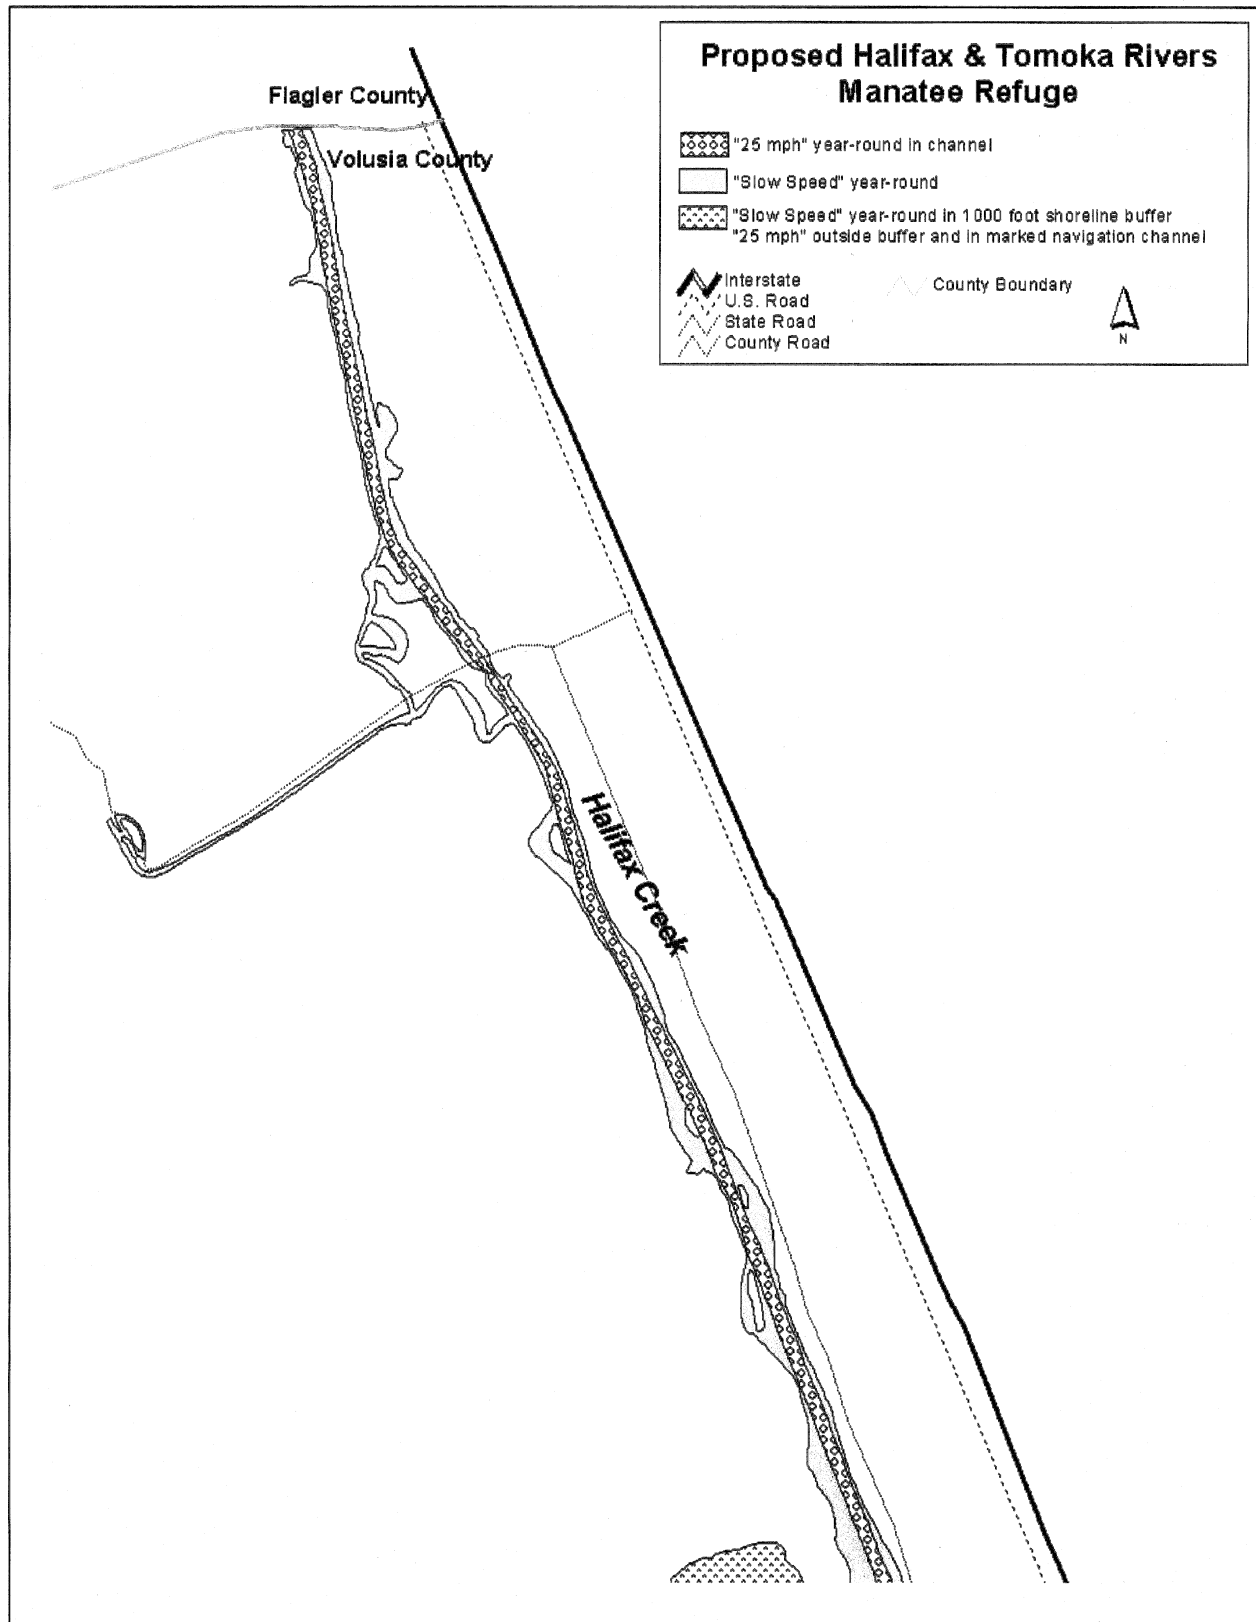 Proposed Halifax & Tomoka Rivers
Manatee Refuge
"25 mph" year-round in channel
"Slow Speed" year-round
"Slow Speed" year-round in 1000 foot shoreline buffer
"25 mph" outside buffer and in marked navigation channel
Interstate
U.S. Road
State Road
County Road
County Boundary
N
Flagler County
Volusia County
Halifax Creek